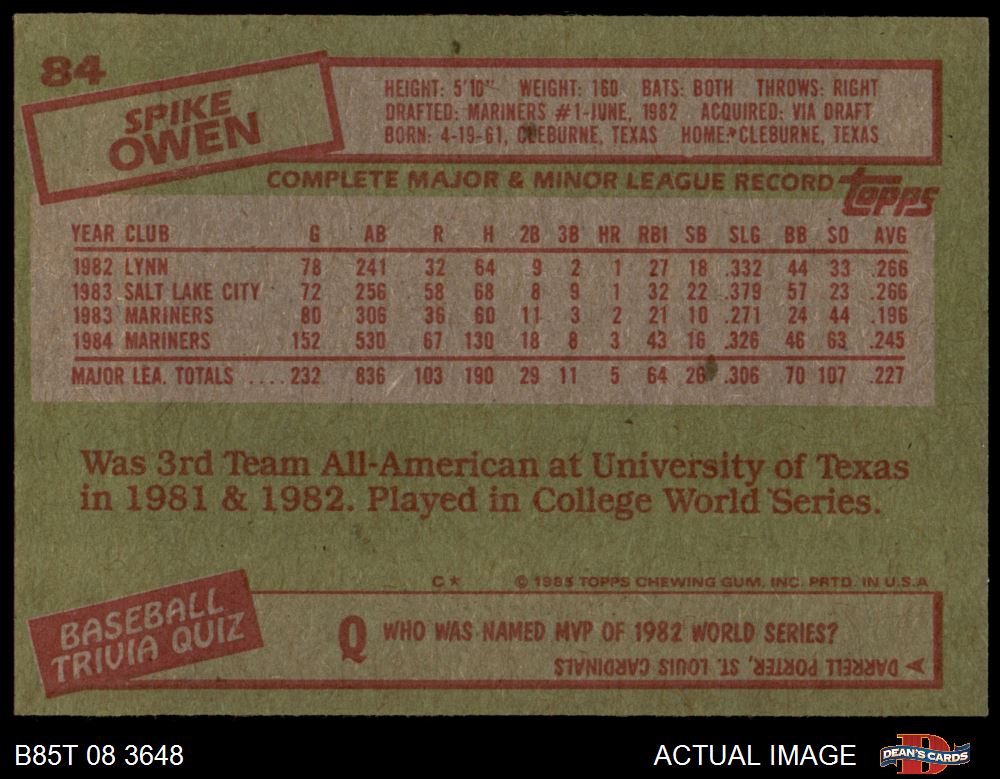 84
SPIKE
OWEN
HEIGHT: 5'10" WEIGHT: 160 BATS: BOTH THROWS: RIGHT
DRAFTED: MARINERS #1-JUNE, 1982 ACQUIRED: VIA DRAFT
BORN: 4-19-61, CLEBURNE, TEXAS HOME: CLEBURNE, TEXAS
COMPLETE MAJOR & MINOR LEAGUE RECORD topps
YEAR CLUB G AB R H 2B 3B HR RBI SB SLG BB SO AVG
1982 LYNN 78 241 32 64 9 2 1 27 18 .332 44 33 .266
1983 SALT LAKE CITY 72 256 58 68 8 9 1 32 22 .379 57 23 .266
1983 MARINERS 80 306 36 60 11 3 2 21 10 .271 24 44 .196
1984 MARINERS 152 530 67 130 18 8 3 43 16 .326 46 63 .245
MAJOR LEA. TOTALS .... 232 836 103 190 29 11 5 64 26 .306 70 107 .227
Was 3rd Team All-American at University of Texas
in 1981 & 1982. Played in College World Series.
C* © 1985 TOPPS CHEWING GUM, INC. PRTD. IN U.S.A
BASEBALL
TRIVIA QUIZ
Q WHO WAS NAMED MVP OF 1982 WORLD SERIES?
A DARRELL PORTER, ST. LOUIS CARDINALS
B85T 08 3648
ACTUAL IMAGE
DEAN'S CARDS